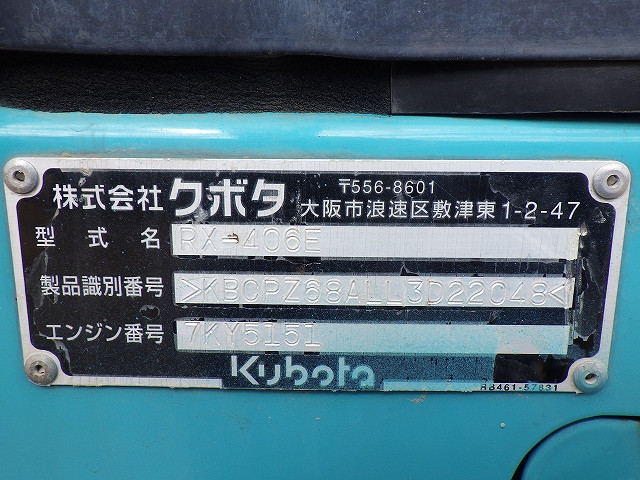 株式会社 クボタ 〒556-8601
大阪市浪速区敷津東1-2-47
型式名 RX-406E
製品識別番号 >KBCPZ68ALL3D22C48<
エンジン番号 7KY5151
Kubota
RB461-57831